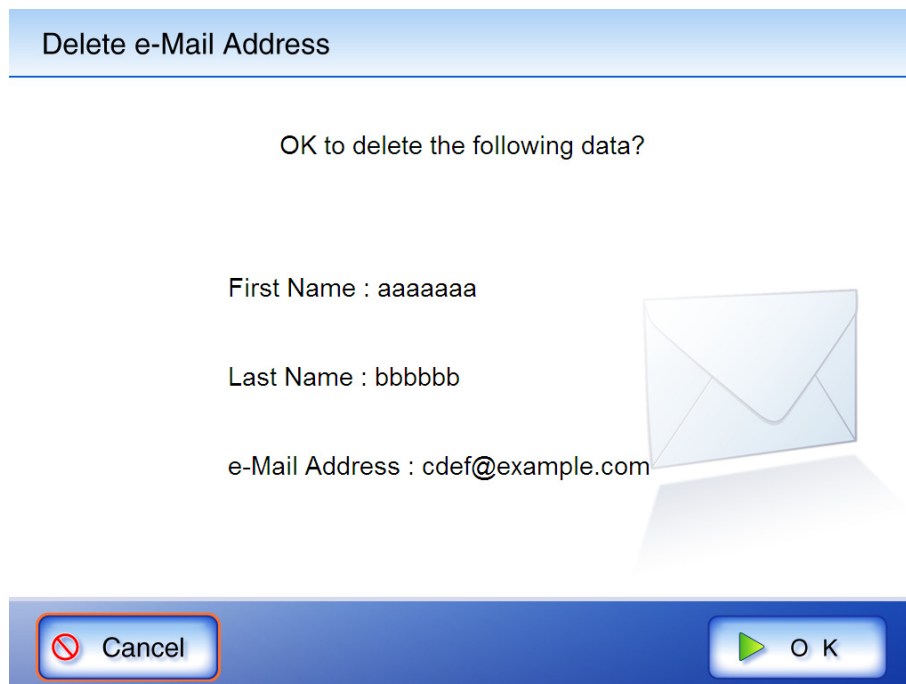 Delete e-Mail Address
OK to delete the following data?
First Name : aaaaaaa
Last Name : bbbbbb
e-Mail Address : cdef@example.com
Cancel
O K